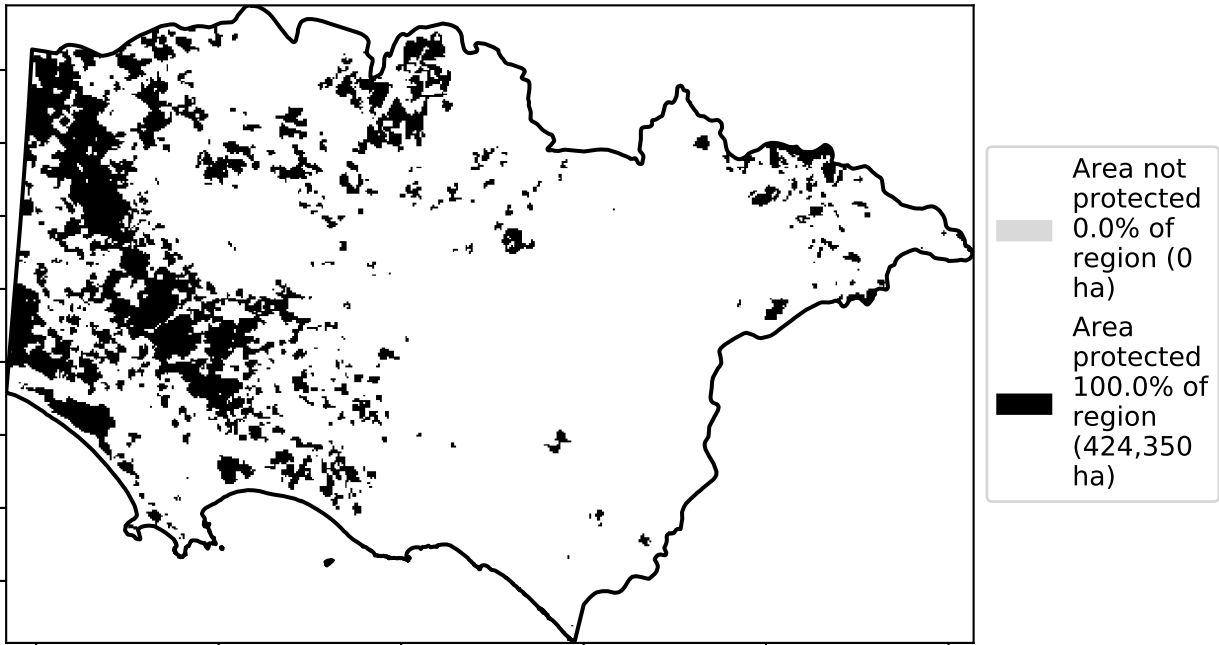 Area not
protected
0.0% of
region (0
ha)
Area
protected
100.0% of
region
(424,350
ha)